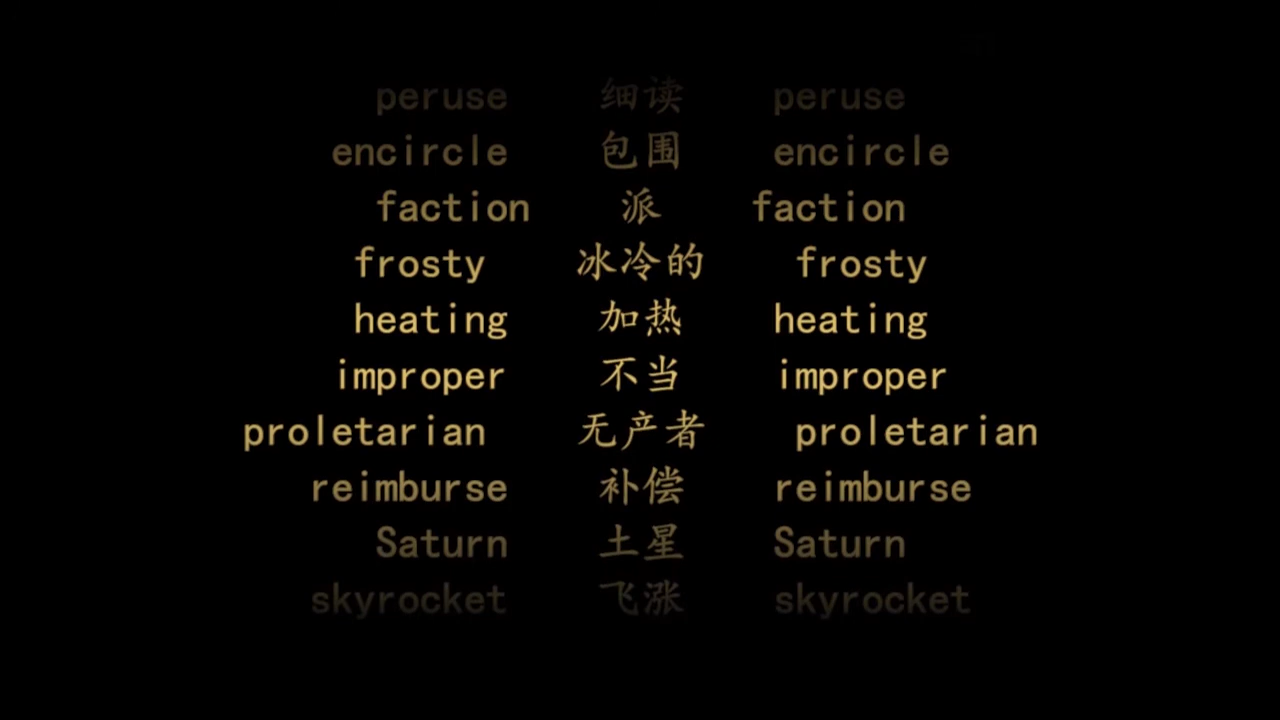 peruse 细读 peruse
encircle 包围 encircle
faction 派 faction
frosty 冰冷的 frosty
heating 加热 heating
improper 不当 improper
proletarian 无产者 proletarian
reimburse 补偿 reimburse
Saturn 土星 Saturn
skyrocket 飞涨 skyrocket